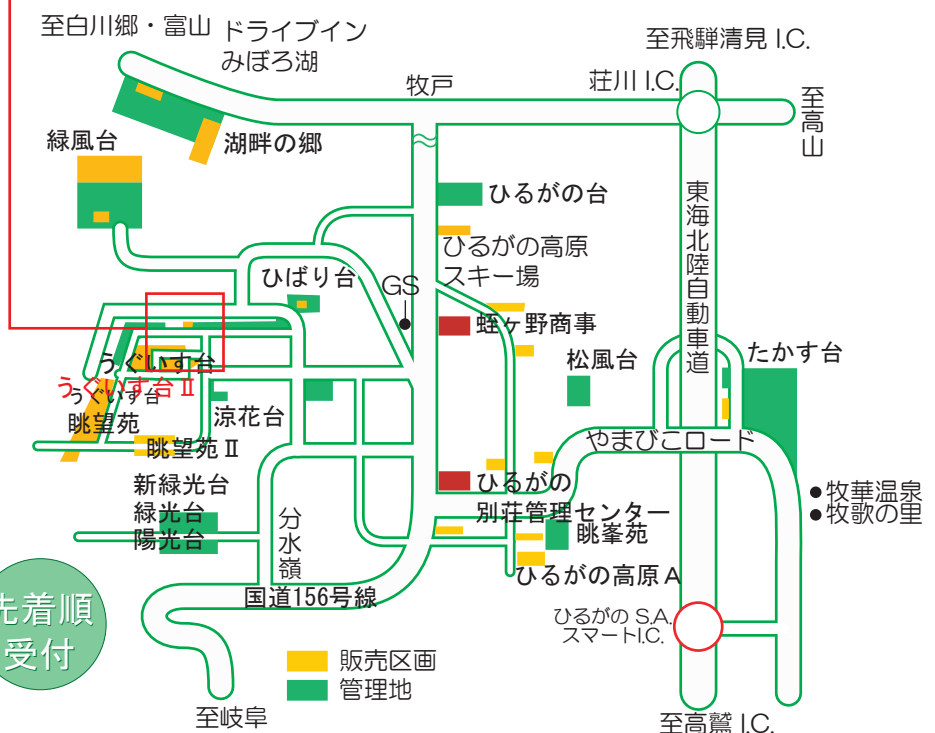 至白川郷・富山
ドライブイン
みぼろ湖
至飛騨清見 I.C.
牧戸
荘川 I.C.
至高山
緑風台
湖畔の郷
ひるがの台
東海北陸自動車道
ひるがの高原
スキー場
ひばり台
GS
蛭ヶ野商事
松風台
たかす台
うぐいす台
うぐいす台Ⅱ
うぐいす台
眺望苑
涼花台
眺望苑Ⅱ
やまびこロード
新緑光台
緑光台
陽光台
分水嶺
ひるがの
別荘管理センター
眺峯苑
牧華温泉
牧歌の里
ひるがの高原A
国道156号線
先着順
受付
ひるがの S.A.
スマートI.C.
販売区画
管理地
至岐阜
至高鷲 I.C.